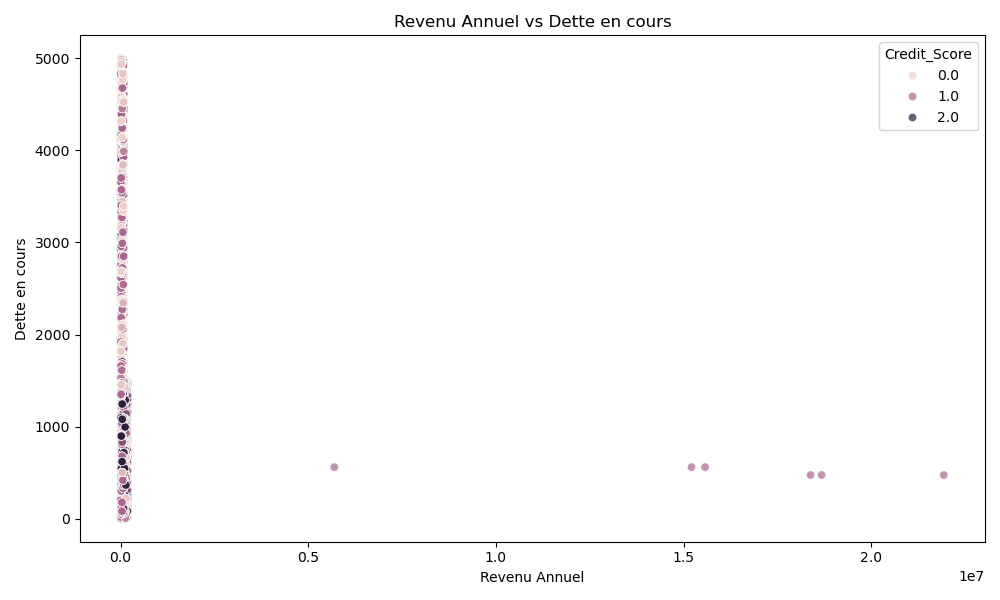 Revenu Annuel vs Dette en cours
Credit_Score
0.0
1.0
2.0
Dette en cours
5000
4000
3000
2000
1000
0
0.0
0.5
1.0
1.5
2.0
1e7
Revenu Annuel